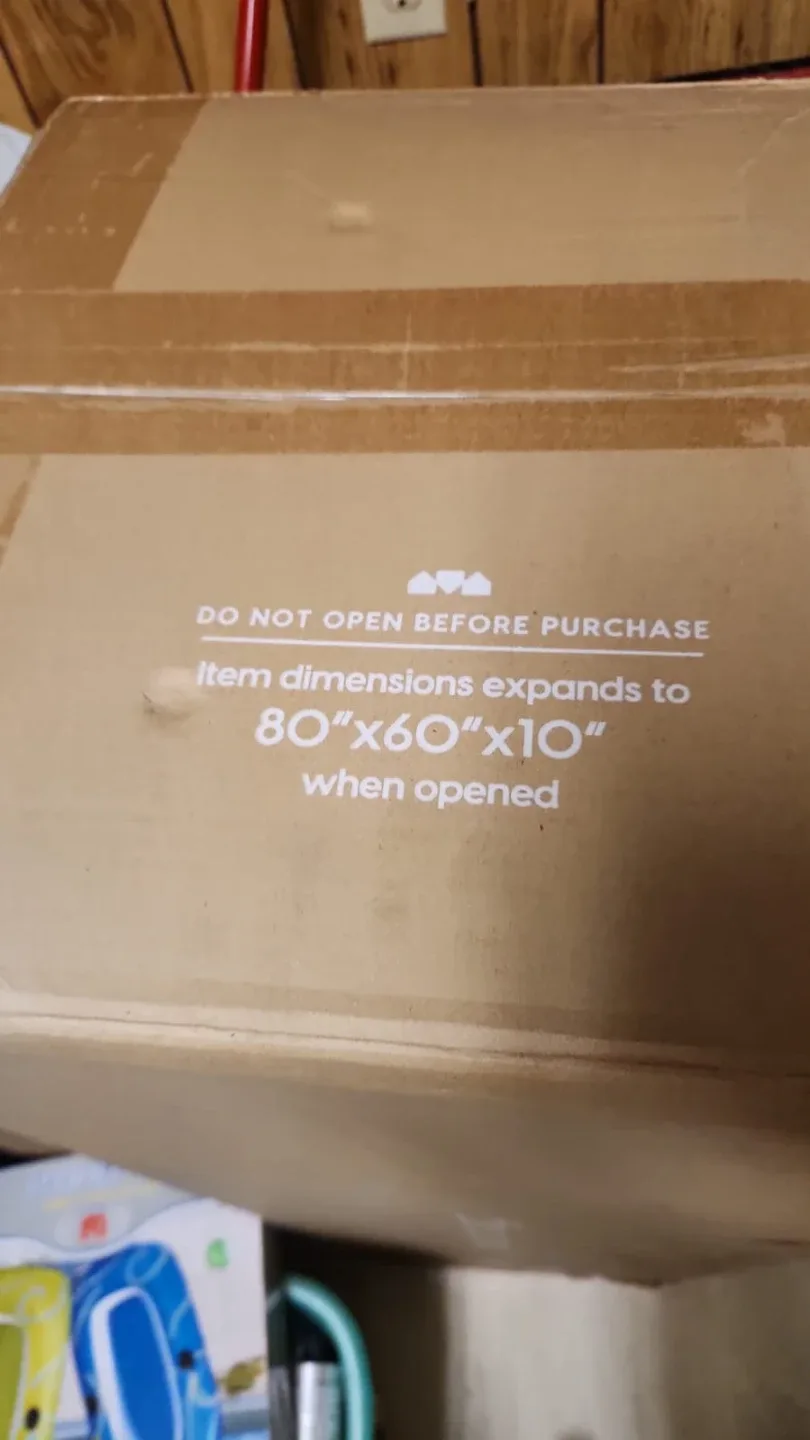 DO NOT OPEN BEFORE PURCHASE
Item dimensions expands to
80"x60"x10"
when opened